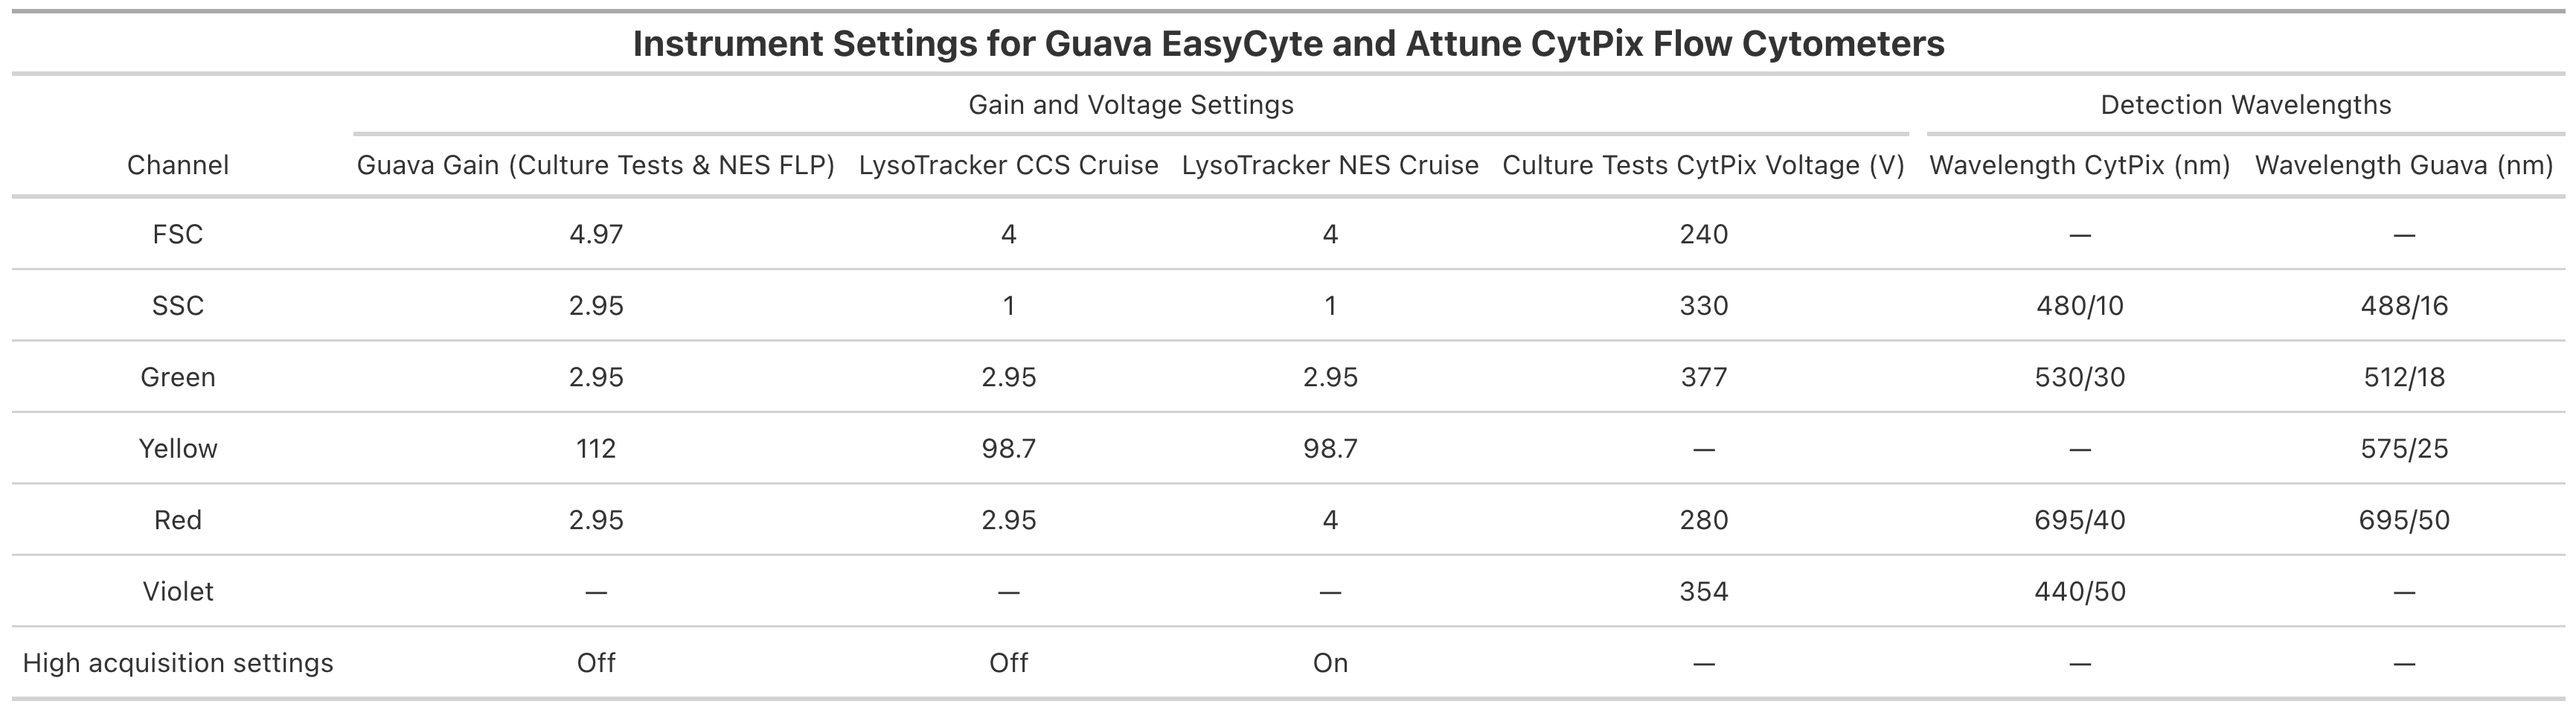 Instrument Settings for Guava EasyCyte and Attune CytPix Flow Cytometers
Gain and Voltage Settings Detection Wavelengths
Channel Guava Gain (Culture Tests & NES FLP) LysoTracker CCS Cruise LysoTracker NES Cruise Culture Tests CytPix Voltage (V) Wavelength CytPix (nm) Wavelength Guava (nm)
FSC 4.97 4 4 240 — —
SSC 2.95 1 1 330 480/10 488/16
Green 2.95 2.95 2.95 377 530/30 512/18
Yellow 112 98.7 98.7 — — 575/25
Red 2.95 2.95 4 280 695/40 695/50
Violet — — — 354 440/50 —
High acquisition settings Off Off On — — —